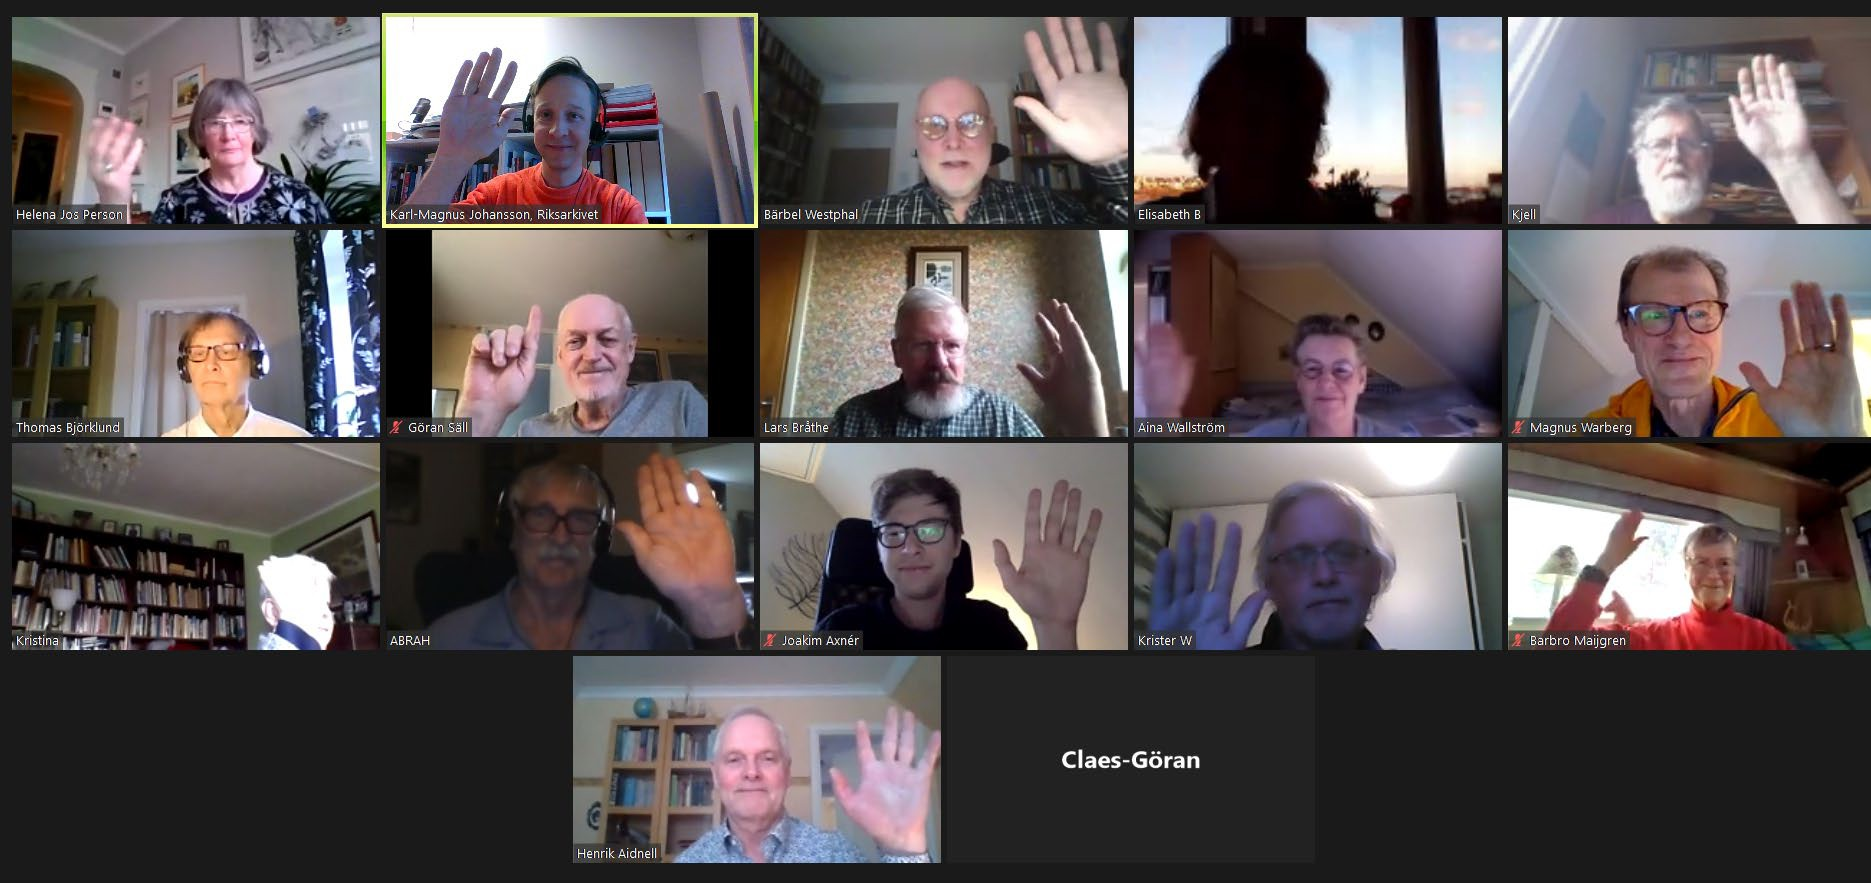 Helena Jos Person
Karl-Magnus Johansson, Riksarkivet
Bärbel Westphal
Elisabeth B
Kjell
Thomas Björklund
Göran Säll
Lars Bråthe
Aina Wallström
Magnus Warberg
Kristina
ABRAH
Joakim Axnér
Krister W
Barbro Maijgren
Henrik Aidnell
Claes-Göran